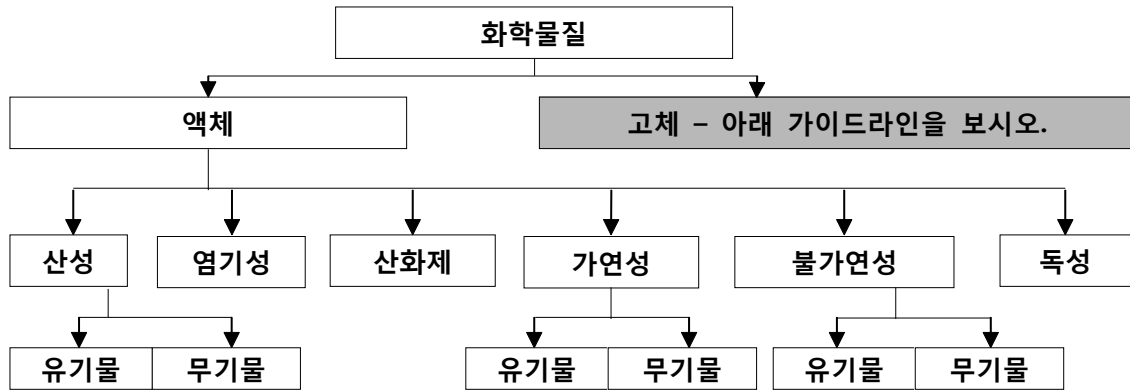 화학물질
액체
고체 – 아래 가이드라인을 보시오.
산성
염기성
산화제
가연성
불가연성
독성
유기물
무기물
유기물
무기물
유기물
무기물